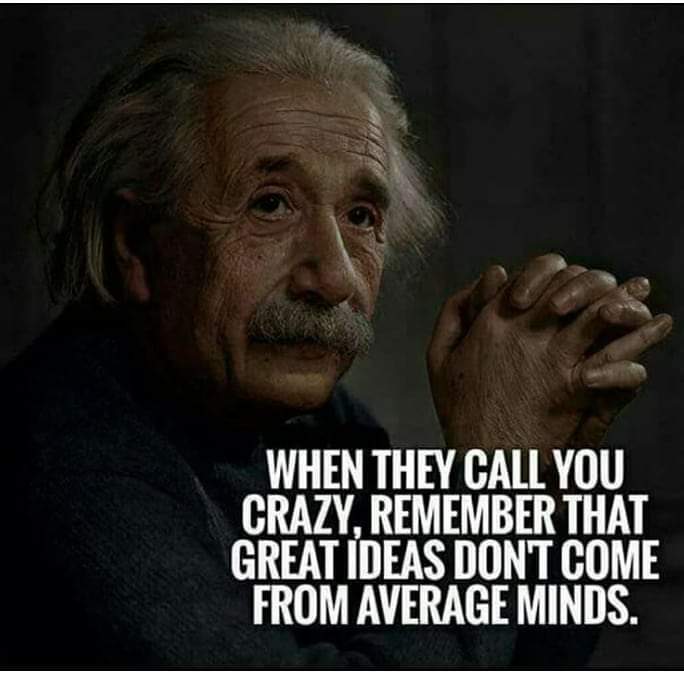 WHEN THEY CALL YOU
CRAZY, REMEMBER THAT
GREAT IDEAS DON'T COME
FROM AVERAGE MINDS.